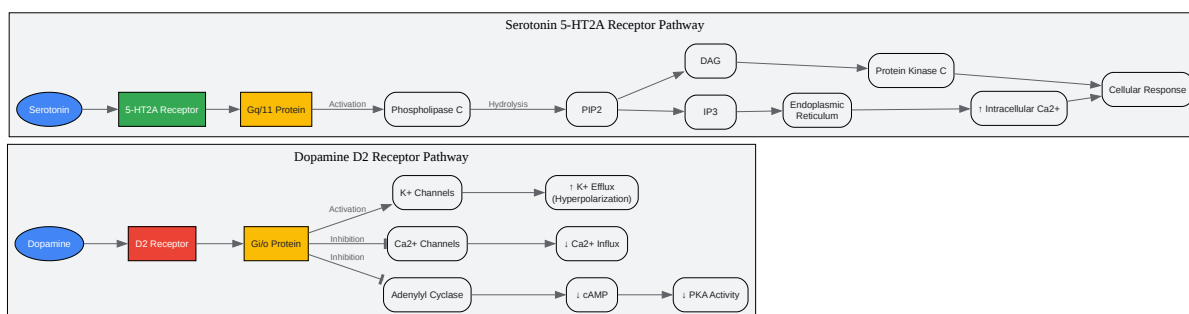 Serotonin 5-HT2A Receptor Pathway
DAG
Protein Kinase C
Cellular Response
Serotonin
5-HT2A Receptor
Gq/11 Protein
Activation
Phospholipase C
Hydrolysis
PIP2
IP3
Endoplasmic
Reticulum
↑ Intracellular Ca2+
Dopamine D2 Receptor Pathway
K+ Channels
↑ K+ Efflux
(Hyperpolarization)
Activation
Dopamine
D2 Receptor
Gi/o Protein
Inhibition
Ca2+ Channels
↓ Ca2+ Influx
Inhibition
Adenylyl Cyclase
↓ cAMP
↓ PKA Activity